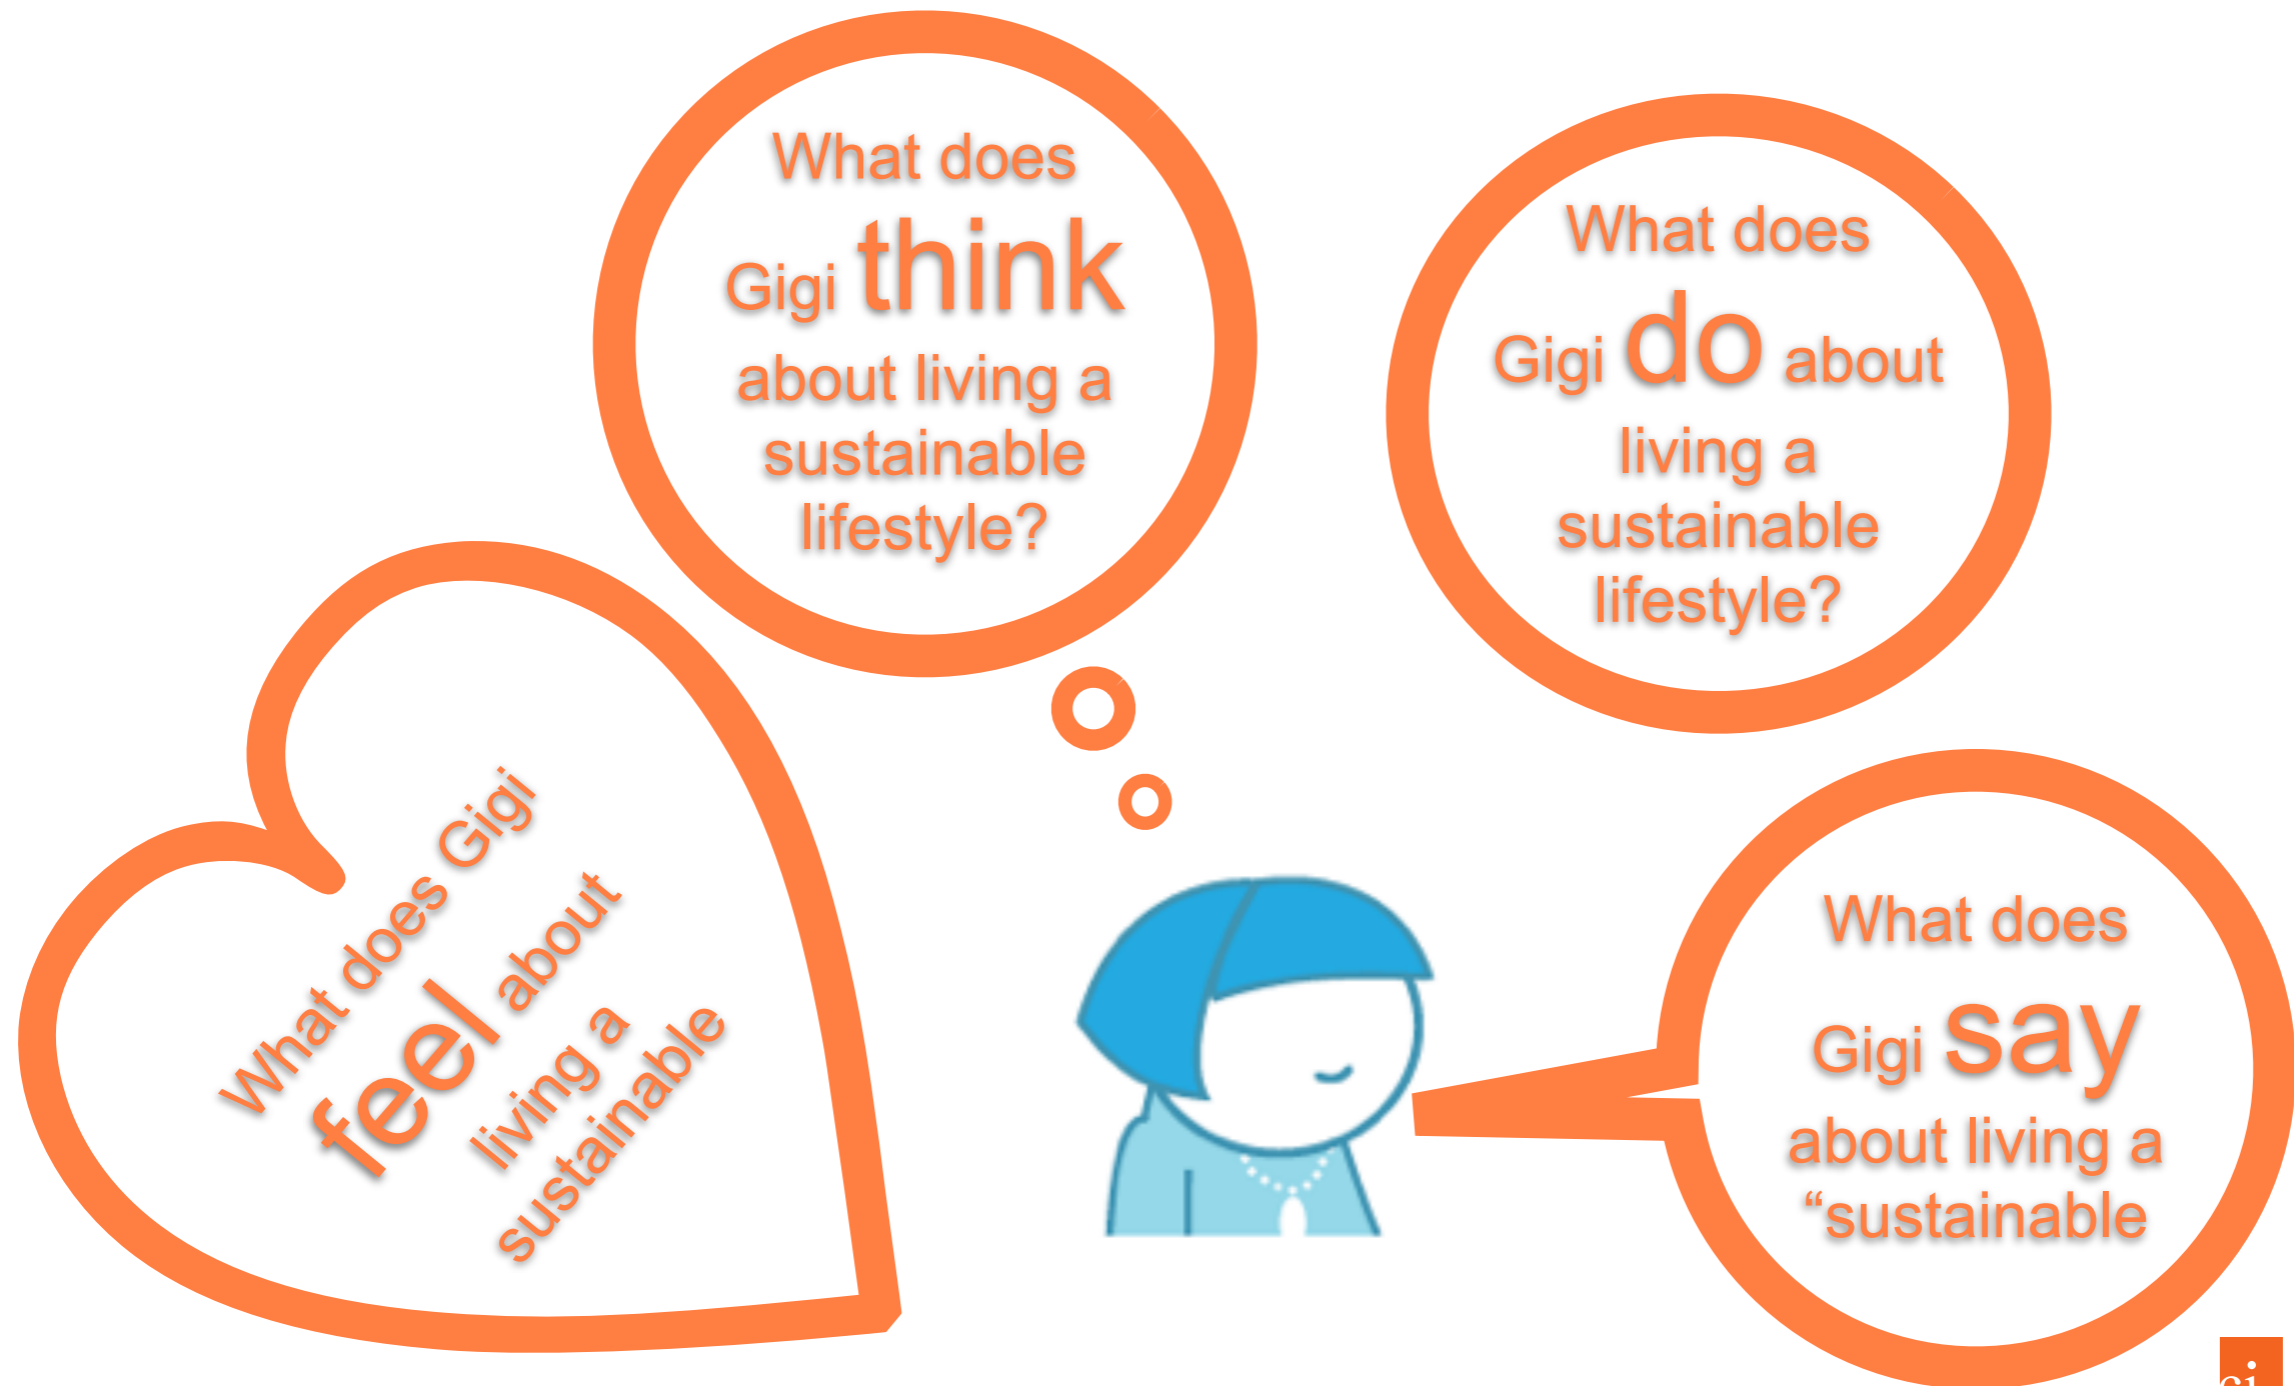 What does
Gigi think
about living a
sustainable
lifestyle?
What does
Gigi do about
living a
sustainable
lifestyle?
What does Gigi
feel about
living a
sustainable
What does
Gigi say
about living a
“sustainable